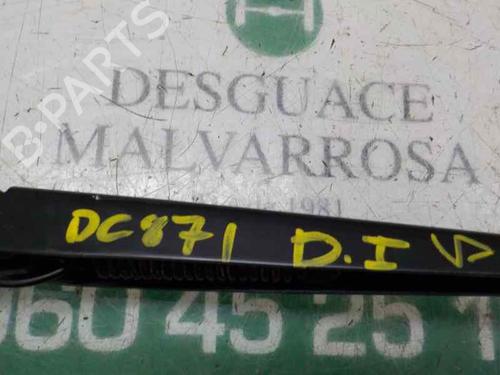 B-PARTS
DESGUACE
MALVARROSA
1981
DC871 D.I V
960 45 25 1